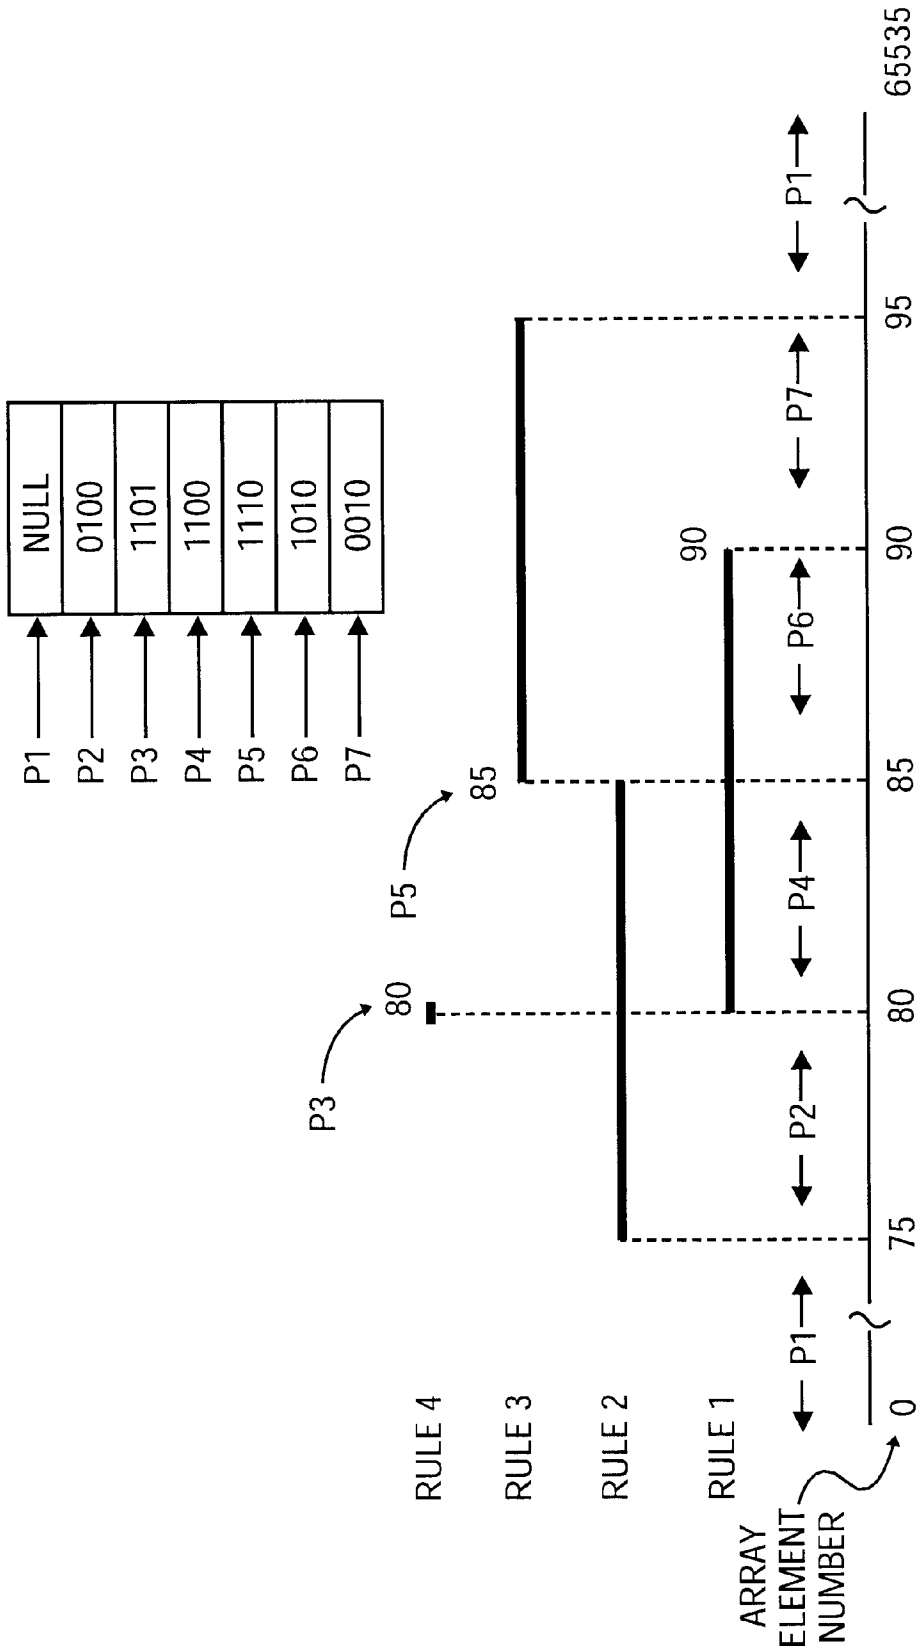 P1 NULL
P2 0100
P3 1101
P4 1100
P5 1110
P6 1010
P7 0010
P3
P5
80
85
90
RULE 4
RULE 3
RULE 2
RULE 1
P1 P2 P4 P6 P7 P1
ARRAY
ELEMENT
NUMBER
0 75 80 85 90 95 65535